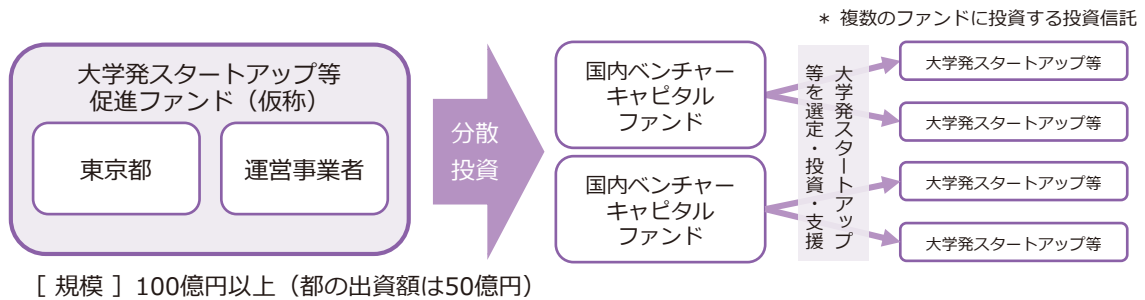 ＊ 複数のファンドに投資する投資信託
大学発スタートアップ等
促進ファンド（仮称）
東京都
運営事業者
分散
投資
国内ベンチャー
キャピタル
ファンド
国内ベンチャー
キャピタル
ファンド
大学発スタートアップ
等を選定・投資・支援
大学発スタートアップ等
大学発スタートアップ等
大学発スタートアップ等
大学発スタートアップ等
［ 規模 ］100億円以上（都の出資額は50億円）